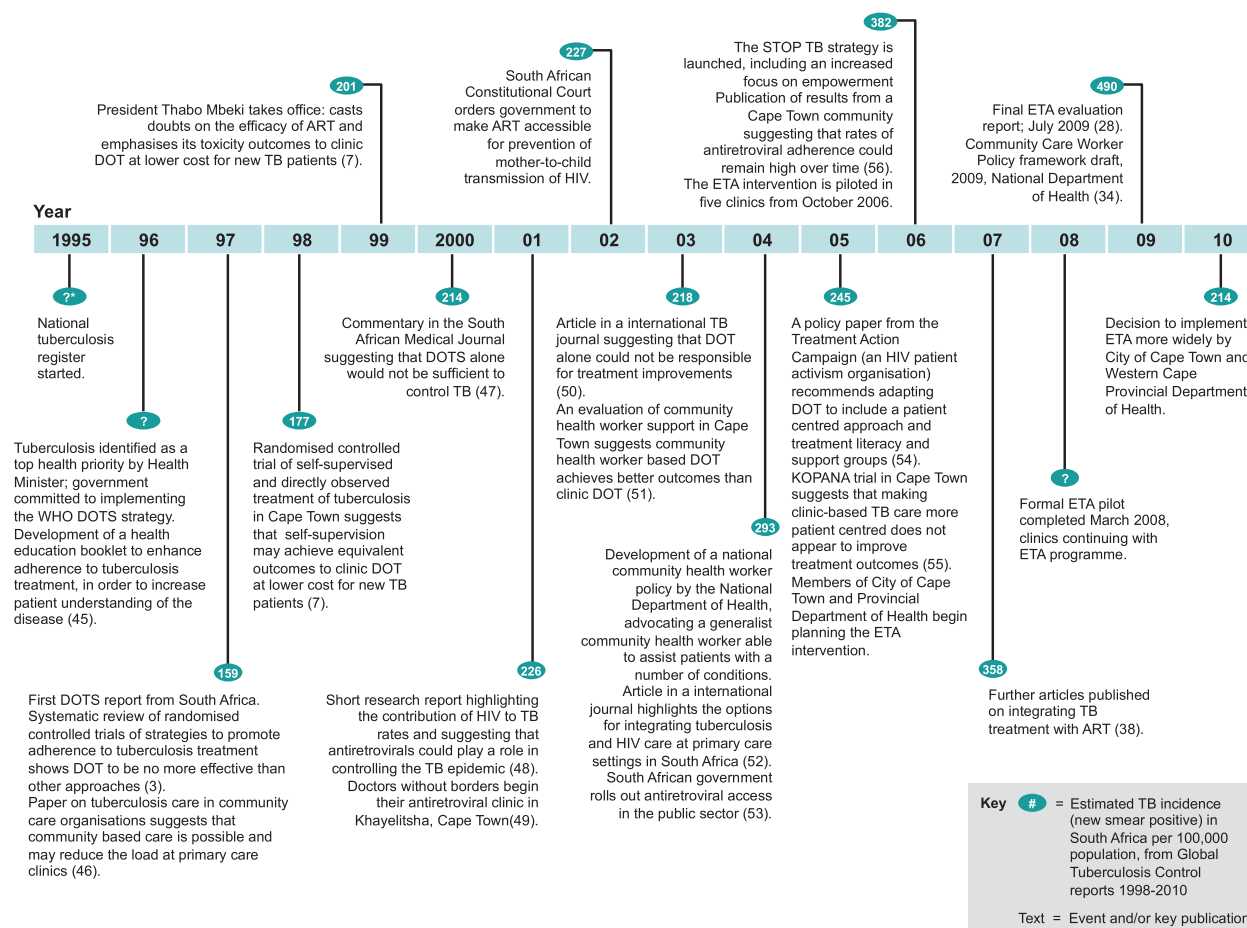 382
The STOP TB strategy is
launched, including an increased
focus on empowerment
Publication of results from a
Cape Town community
suggesting that rates of
antiretroviral adherence could
remain high over time (56).
The ETA intervention is piloted in
five clinics from October 2006.
227
South African
Constitutional Court
orders government to
make ART accessible
for prevention of
mother-to-child
transmission of HIV.
201
President Thabo Mbeki takes office: casts
doubts on the efficacy of ART and
emphasises its toxicity outcomes to clinic
DOT at lower cost for new TB patients (7).
490
Final ETA evaluation
report; July 2009 (28).
Community Care Worker
Policy framework draft,
2009, National Department
of Health (34).
Year
1995 96 97 98 99 2000 01 02 03 04 05 06 07 08 09 10
?*
National
tuberculosis
register
started.
?
Tuberculosis identified as a
top health priority by Health
Minister; government
committed to implementing
the WHO DOTS strategy.
Development of a health
education booklet to enhance
adherence to tuberculosis
treatment, in order to increase
patient understanding of the
disease (45).
159
First DOTS report from South Africa.
Systematic review of randomised
controlled trials of strategies to promote
adherence to tuberculosis treatment
shows DOT to be no more effective than
other approaches (3).
Paper on tuberculosis care in community
care organisations suggests that
community based care is possible and
may reduce the load at primary care
clinics (46).
177
Randomised controlled
trial of self-supervised
and directly observed
treatment of tuberculosis
in Cape Town suggests
that self-supervision
may achieve equivalent
outcomes to clinic DOT
at lower cost for new TB
patients (7).
214
Commentary in the South
African Medical Journal
suggesting that DOTS alone
would not be sufficient to
control TB (47).
226
Short research report highlighting
the contribution of HIV to TB
rates and suggesting that
antiretrovirals could play a role in
controlling the TB epidemic (48).
Doctors without borders begin
their antiretroviral clinic in
Khayelitsha, Cape Town(49).
218
Article in a international TB
journal suggesting that DOT
alone could not be responsible
for treatment improvements
(50).
An evaluation of community
health worker support in Cape
Town suggests community
health worker based DOT
achieves better outcomes than
clinic DOT (51).
293
Development of a national
community health worker
policy by the National
Department of Health,
advocating a generalist
community health worker able
to assist patients with a
number of conditions.
Article in a international
journal highlights the options
for integrating tuberculosis
and HIV care at primary care
settings in South Africa (52).
South African government
rolls out antiretroviral access
in the public sector (53).
245
A policy paper from the
Treatment Action
Campaign (an HIV patient
activism organisation)
recommends adapting
DOT to include a patient
centred approach and
treatment literacy and
support groups (54).
KOPANA trial in Cape Town
suggests that making
clinic-based TB care more
patient centred does not
appear to improve
treatment outcomes (55).
Members of City of Cape
Town and Provincial
Department of Health begin
planning the ETA
intervention.
358
Further articles published
on integrating TB
treatment with ART (38).
?
Formal ETA pilot
completed March 2008,
clinics continuing with
ETA programme.
214
Decision to implement
ETA more widely by
City of Cape Town and
Western Cape
Provincial Department
of Health.
Key # = Estimated TB incidence
(new smear positive) in
South Africa per 100,000
population, from Global
Tuberculosis Control
reports 1998-2010
Text = Event and/or key publication